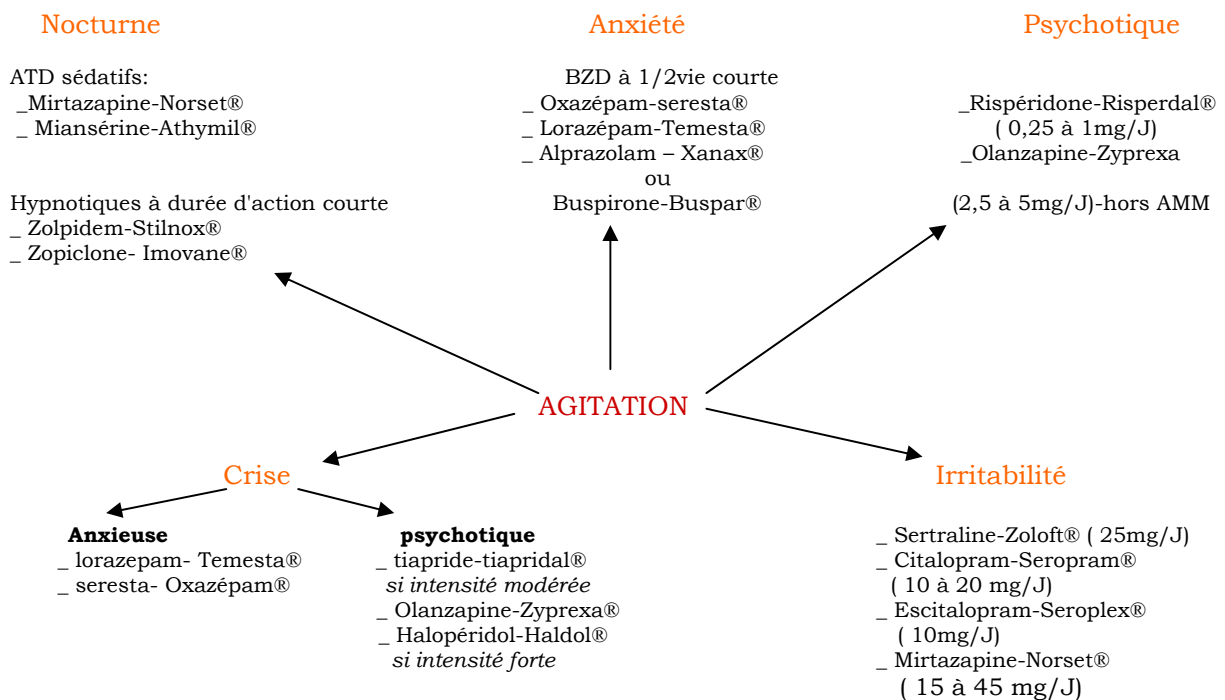 Nocturne
ATD sédatifs:
_Mirtazapine-Norset®
_ Miansérine-Athymil®
Hypnotiques à durée d'action courte
_ Zolpidem-Stilnox®
_ Zopiclone- Imovane®
Anxiété
BZD à 1/2vie courte
_ Oxazépam-seresta®
_ Lorazépam-Temesta®
_ Alprazolam – Xanax®
ou
Buspirone-Buspar®
Psychotique
_Rispéridone-Risperdal®
( 0,25 à 1mg/J)
_Olanzapine-Zyprexa
(2,5 à 5mg/J)-hors AMM
AGITATION
Crise
Anxieuse
_ lorazepam- Temesta®
_ seresta- Oxazépam®
psychotique
_ tiapride-tiapridal®
si intensité modérée
_ Olanzapine-Zyprexa®
_ Halopéridol-Haldol®
si intensité forte
Irritabilité
_ Sertraline-Zoloft® ( 25mg/J)
_ Citalopram-Seropram®
( 10 à 20 mg/J)
_ Escitalopram-Seroplex®
( 10mg/J)
_ Mirtazapine-Norset®
( 15 à 45 mg/J)